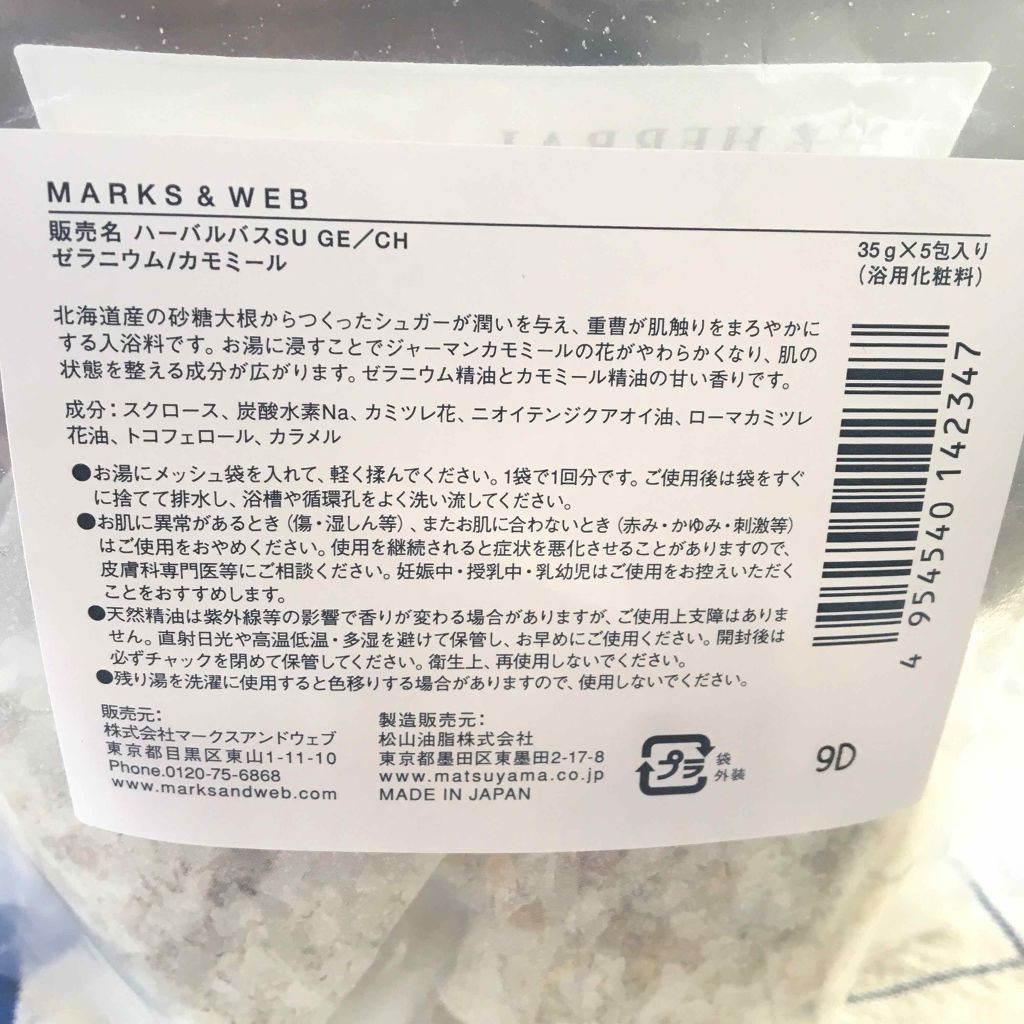 & HERBAL
MARKS & WEB
販売名 ハーバルバスSU GE／CH
ゼラニウム/カモミール
35g×5包入り
（浴用化粧料）
北海道産の砂糖大根からつくったシュガーが潤いを与え、重曹が肌触りをまろやかに
する入浴料です。お湯に浸すことでジャーマンカモミールの花がやわらかくなり、肌の
状態を整える成分が広がります。ゼラニウム精油とカモミール精油の甘い香りです。
成分：スクロース、炭酸水素Na、カミツレ花、ニオイテンジクアオイ油、ローマカミツレ
花油、トコフェロール、カラメル
●お湯にメッシュ袋を入れて、軽く揉んでください。1袋で1回分です。ご使用後は袋をすぐ
に捨てて排水し、浴槽や循環孔をよく洗い流してください。
●お肌に異常があるとき（傷・湿しん等）、またお肌に合わないとき（赤み・かゆみ・刺激等）
はご使用をおやめください。使用を継続されると症状を悪化させることがありますので、
皮膚科専門医等にご相談ください。妊娠中・授乳中・乳幼児はご使用をお控えいただく
ことをおすすめします。
●天然精油は紫外線等の影響で香りが変わる場合がありますが、ご使用上支障はありま
せん。直射日光や高温低温・多湿を避けて保管し、お早めにご使用ください。開封後は
必ずチャックを閉めて保管してください。衛生上、再使用しないでください。
●残り湯を洗濯に使用すると色移りする場合がありますので、使用しないでください。
販売元：
株式会社マークスアンドウェブ
東京都目黒区東山1-11-10
Phone.0120-75-6868
www.marksandweb.com
製造販売元：
松山油脂株式会社
東京都墨田区東墨田2-17-8
www.matsuyama.co.jp
MADE IN JAPAN
プラ
袋
外装
9D
4 954540 142347